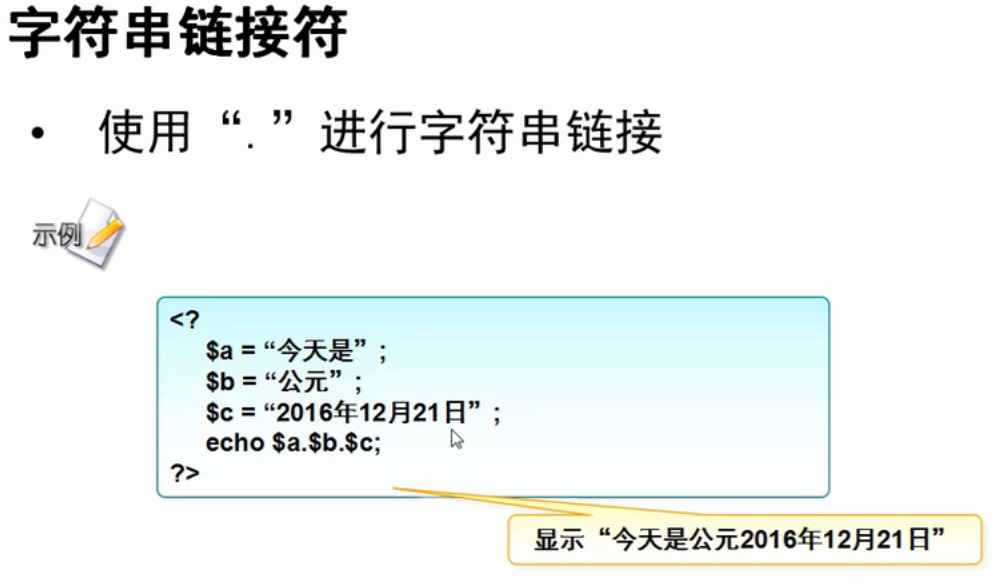 字符串链接符
• 使用“.”进行字符串链接
示例
<?
$a = “今天是”;
$b = “公元”;
$c = “2016年12月21日”;
echo $a.$b.$c;
?>
显示“今天是公元2016年12月21日”